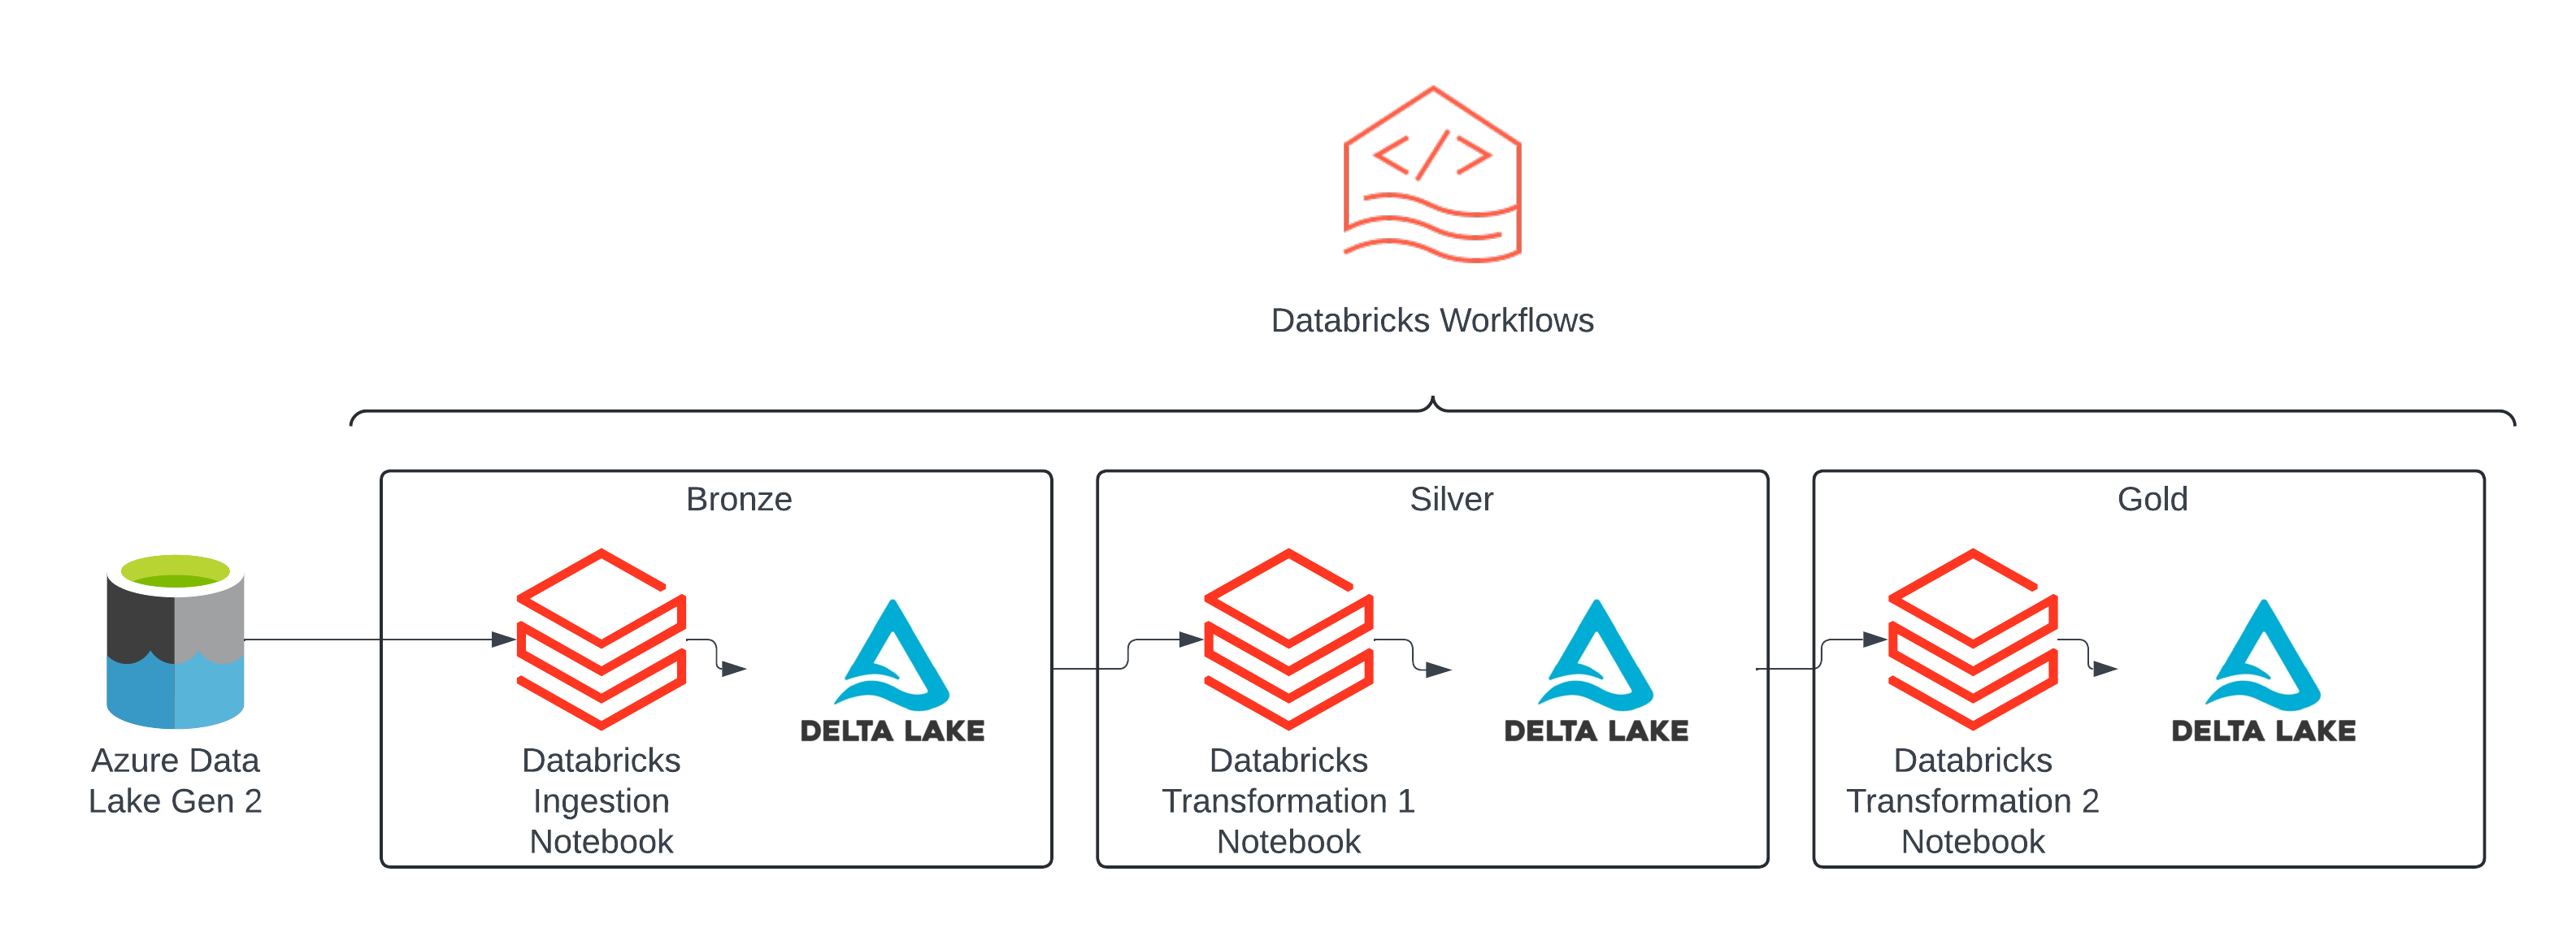 Databricks Workflows
Bronze
Silver
Gold
Azure Data
Lake Gen 2
Databricks
Ingestion
Notebook
DELTA LAKE
Databricks
Transformation 1
Notebook
DELTA LAKE
Databricks
Transformation 2
Notebook
DELTA LAKE